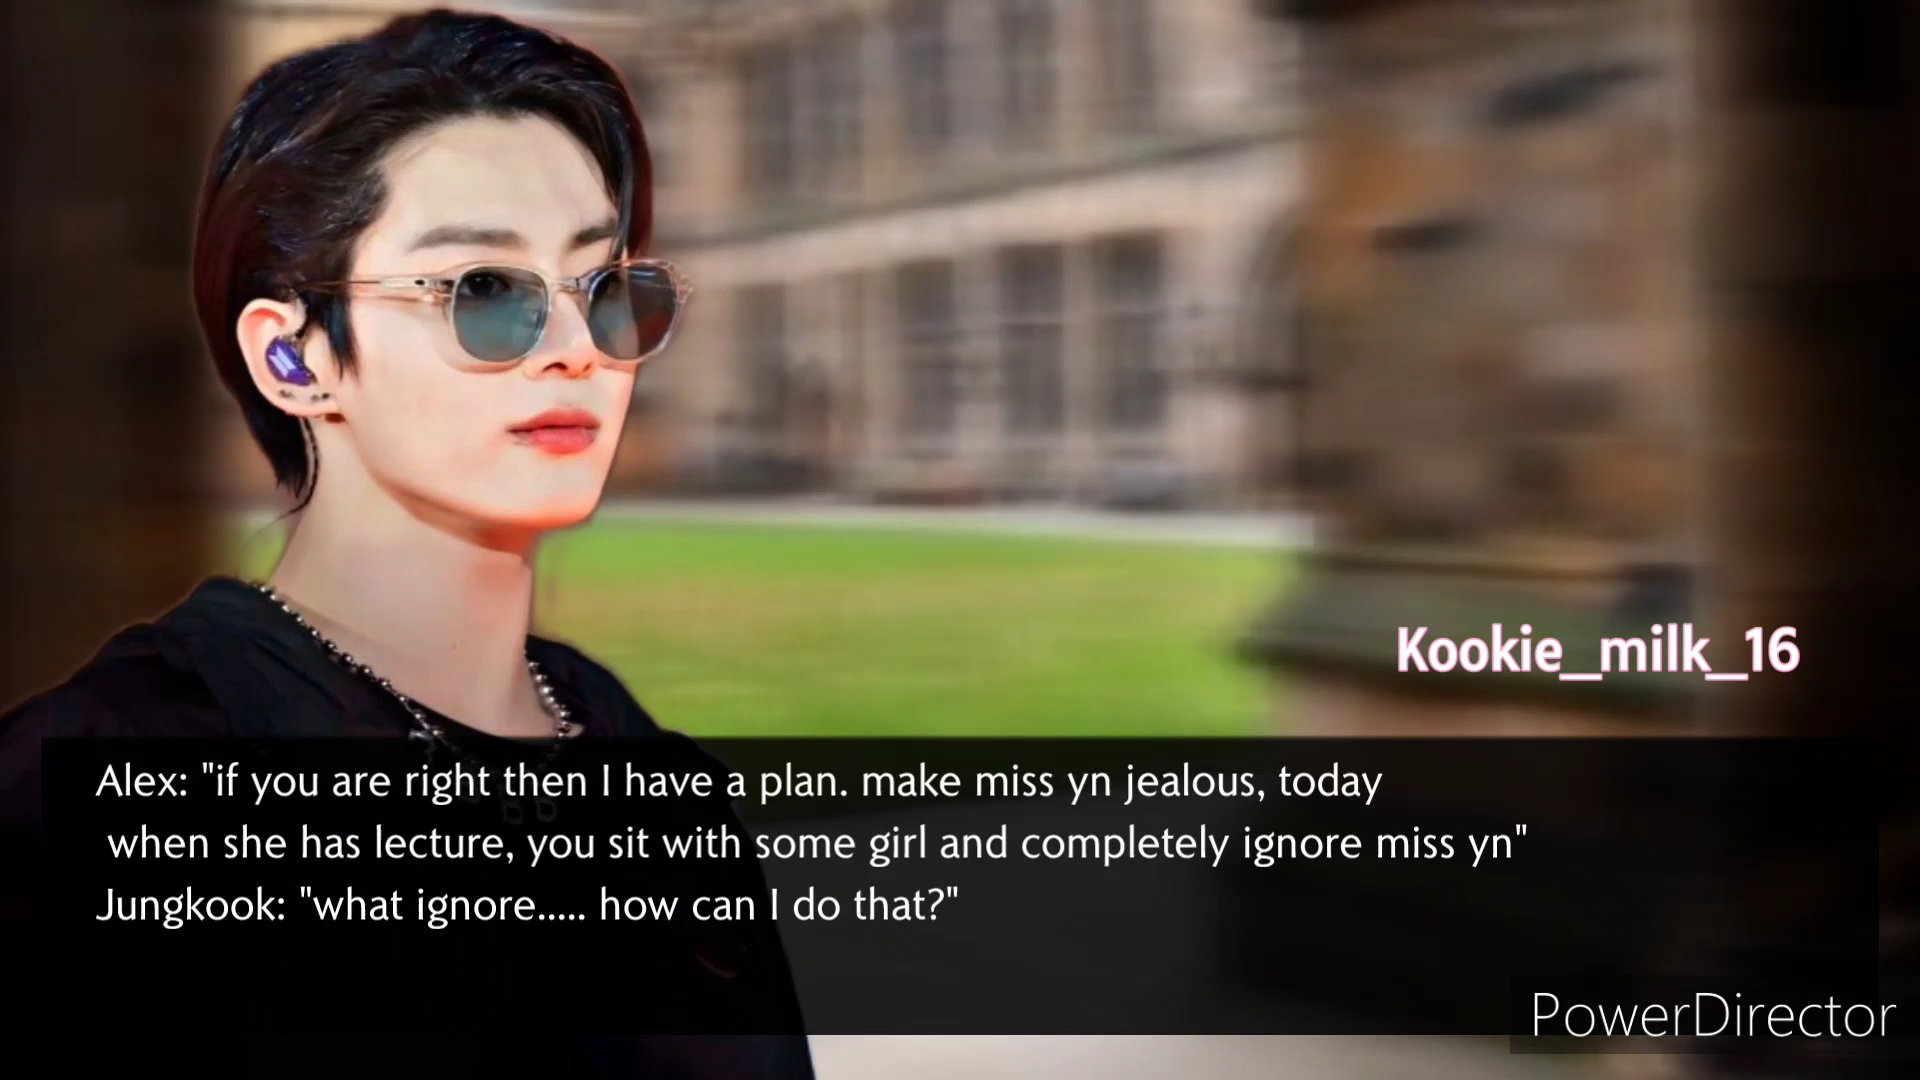 Kookie_milk_16
Alex: "if you are right then I have a plan. make miss yn jealous, today
when she has lecture, you sit with some girl and completely ignore miss yn"
Jungkook: "what ignore..... how can I do that?"
PowerDirector